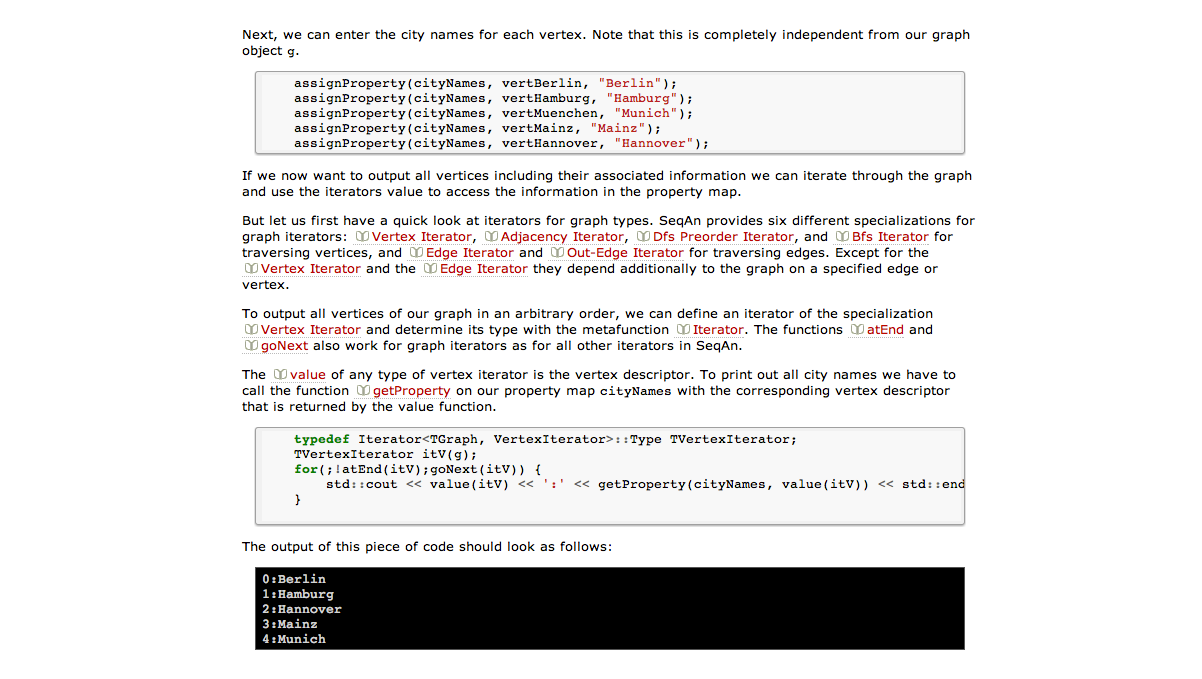 Next, we can enter the city names for each vertex. Note that this is completely independent from our graph
object g.
assignProperty(cityNames, vertBerlin, "Berlin");
assignProperty(cityNames, vertHamburg, "Hamburg");
assignProperty(cityNames, vertMuenchen, "Munich");
assignProperty(cityNames, vertMainz, "Mainz");
assignProperty(cityNames, vertHannover, "Hannover");
If we now want to output all vertices including their associated information we can iterate through the graph
and use the iterators value to access the information in the property map.
But let us first have a quick look at iterators for graph types. SeqAn provides six different specializations for
graph iterators: Vertex Iterator, Adjacency Iterator, Dfs Preorder Iterator, and Bfs Iterator for
traversing vertices, and Edge Iterator and Out-Edge Iterator for traversing edges. Except for the
Vertex Iterator and the Edge Iterator they depend additionally to the graph on a specified edge or
vertex.
To output all vertices of our graph in an arbitrary order, we can define an iterator of the specialization
Vertex Iterator and determine its type with the metafunction Iterator. The functions atEnd and
goNext also work for graph iterators as for all other iterators in SeqAn.
The value of any type of vertex iterator is the vertex descriptor. To print out all city names we have to
call the function getProperty on our property map cityNames with the corresponding vertex descriptor
that is returned by the value function.
typedef Iterator<TGraph, VertexIterator>::Type TVertexIterator;
TVertexIterator itV(g);
for(;!atEnd(itV);goNext(itV)) {
std::cout << value(itV) << ':' << getProperty(cityNames, value(itV)) << std::end
}
The output of this piece of code should look as follows:
0:Berlin
1:Hamburg
2:Hannover
3:Mainz
4:Munich